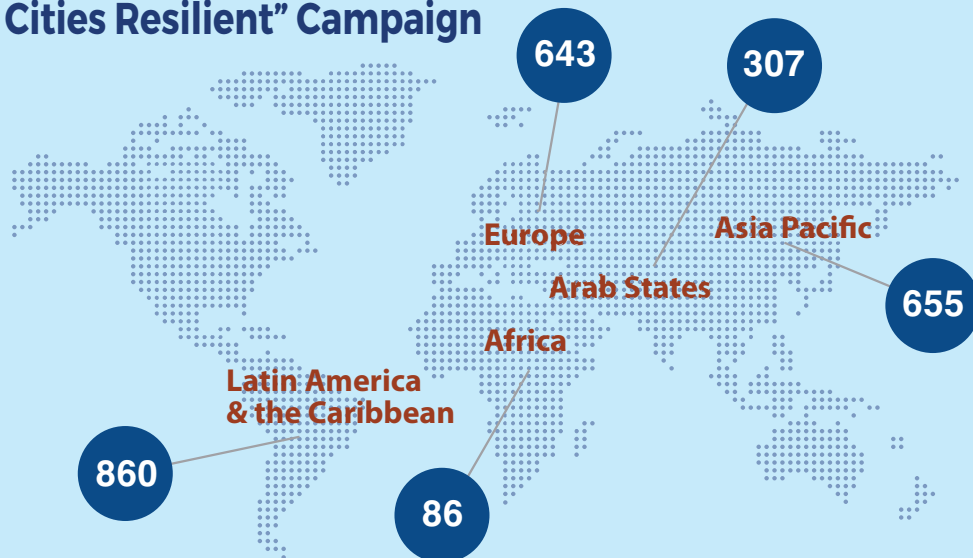 Cities Resilient” Campaign
643
307
Europe
Asia Pacific
Arab States
655
Africa
Latin America
& the Caribbean
860
86